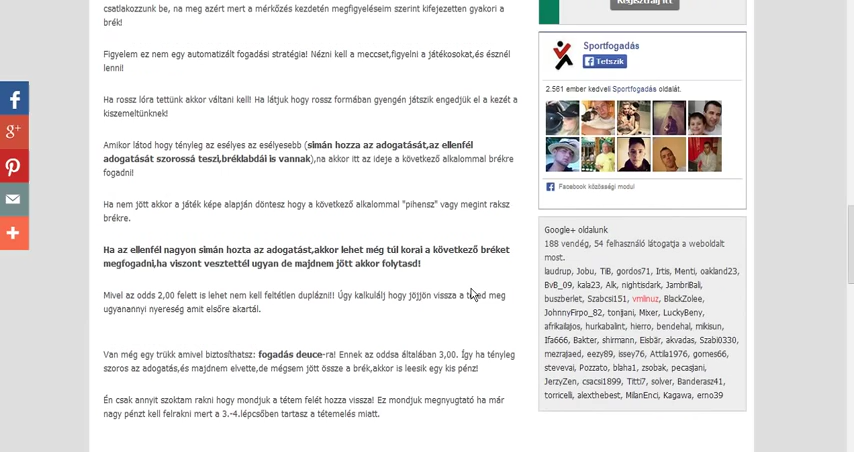 csatlakozzunk be, na meg azért mert a mérkőzés kezdetén megfigyeléseim szerint kifejezetten gyakori a
brék!
Figyelem ez nem egy automatizált fogadási stratégia! Nézni kell a meccset,figyelni a játékosokat,és észnél
lenni!
Ha rossz lóra tettünk akkor váltani kell! Ha látjuk hogy rossz formában gyengén játszik engedjük el a kezét a
kiszemeltünknek!
Amikor látod hogy tényleg az esélyes az esélyesebb (simán hozza az adogatását,az ellenfél
adogatását szorossá teszi,bréklabdái is vannak),na akkor itt az ideje a következő alkalommal brékre
fogadni!
Ha nem jött akkor a játék képe alapján döntesz hogy a következő alkalommal "pihensz" vagy megint raksz
brékre.
Ha az ellenfél nagyon simán hozta az adogatást,akkor lehet még túl korai a következő bréket
megfogadni,ha viszont vesztettél ugyan de majdnem jött akkor folytasd!
Mivel az odds 2,00 felett is lehet nem kell feltétlen duplázni!! Úgy kalkulálj hogy jöjjön vissza a téted meg
ugyanannyi nyereség amit elsőre akartál.
Van még egy trükk amivel biztosíthatsz: fogadás deuce-ra! Ennek az oddsa általában 3,00. Így ha tényleg
szoros az adogatás,és majdnem elvette,de mégsem jött össze a brék,akkor is leesik egy kis pénz!
Én csak annyit szoktam rakni hogy mondjuk a tétem felét hozza vissza! Ez mondjuk megnyugtató ha már
nagy pénzt kell felrakni mert a 3.-4.lépcsőben tartasz a tétemelés miatt.
Regisztrálj itt
Sportfogadás
Tetszik
2.561 ember kedveli Sportfogadás oldalát.
Facebook közösségi modul
Google+ oldalunk
188 vendég, 54 felhasználó látogatja a weboldalt
most.
laudrup, Jobu, TiB, gordos71, Irtis, Menti, oakland23,
BvB_09, kala23, Alk, nightisdark, JambriBali,
buszberlet, Szabcsi151, vmilnuz, BlackZolee,
JohnnyFirpo_82, tonjjani, Mixer, LuckyBeny,
afrikailajos, hurkabalint, hierro, bendehal, mikisun,
Ifa666, Bakter, shirmann, Eisbär, akvadas, Szabi0330,
mezrajaed, eezy89, issey76, Attila1976, gomes66,
stevevai, Pozzato, blaha1, zsobak, pecasjani,
JerzyZen, csacsi1899, Titti7, solver, Banderas41,
torricelli, alexthebest, MilanEnci, Kagawa, erno39